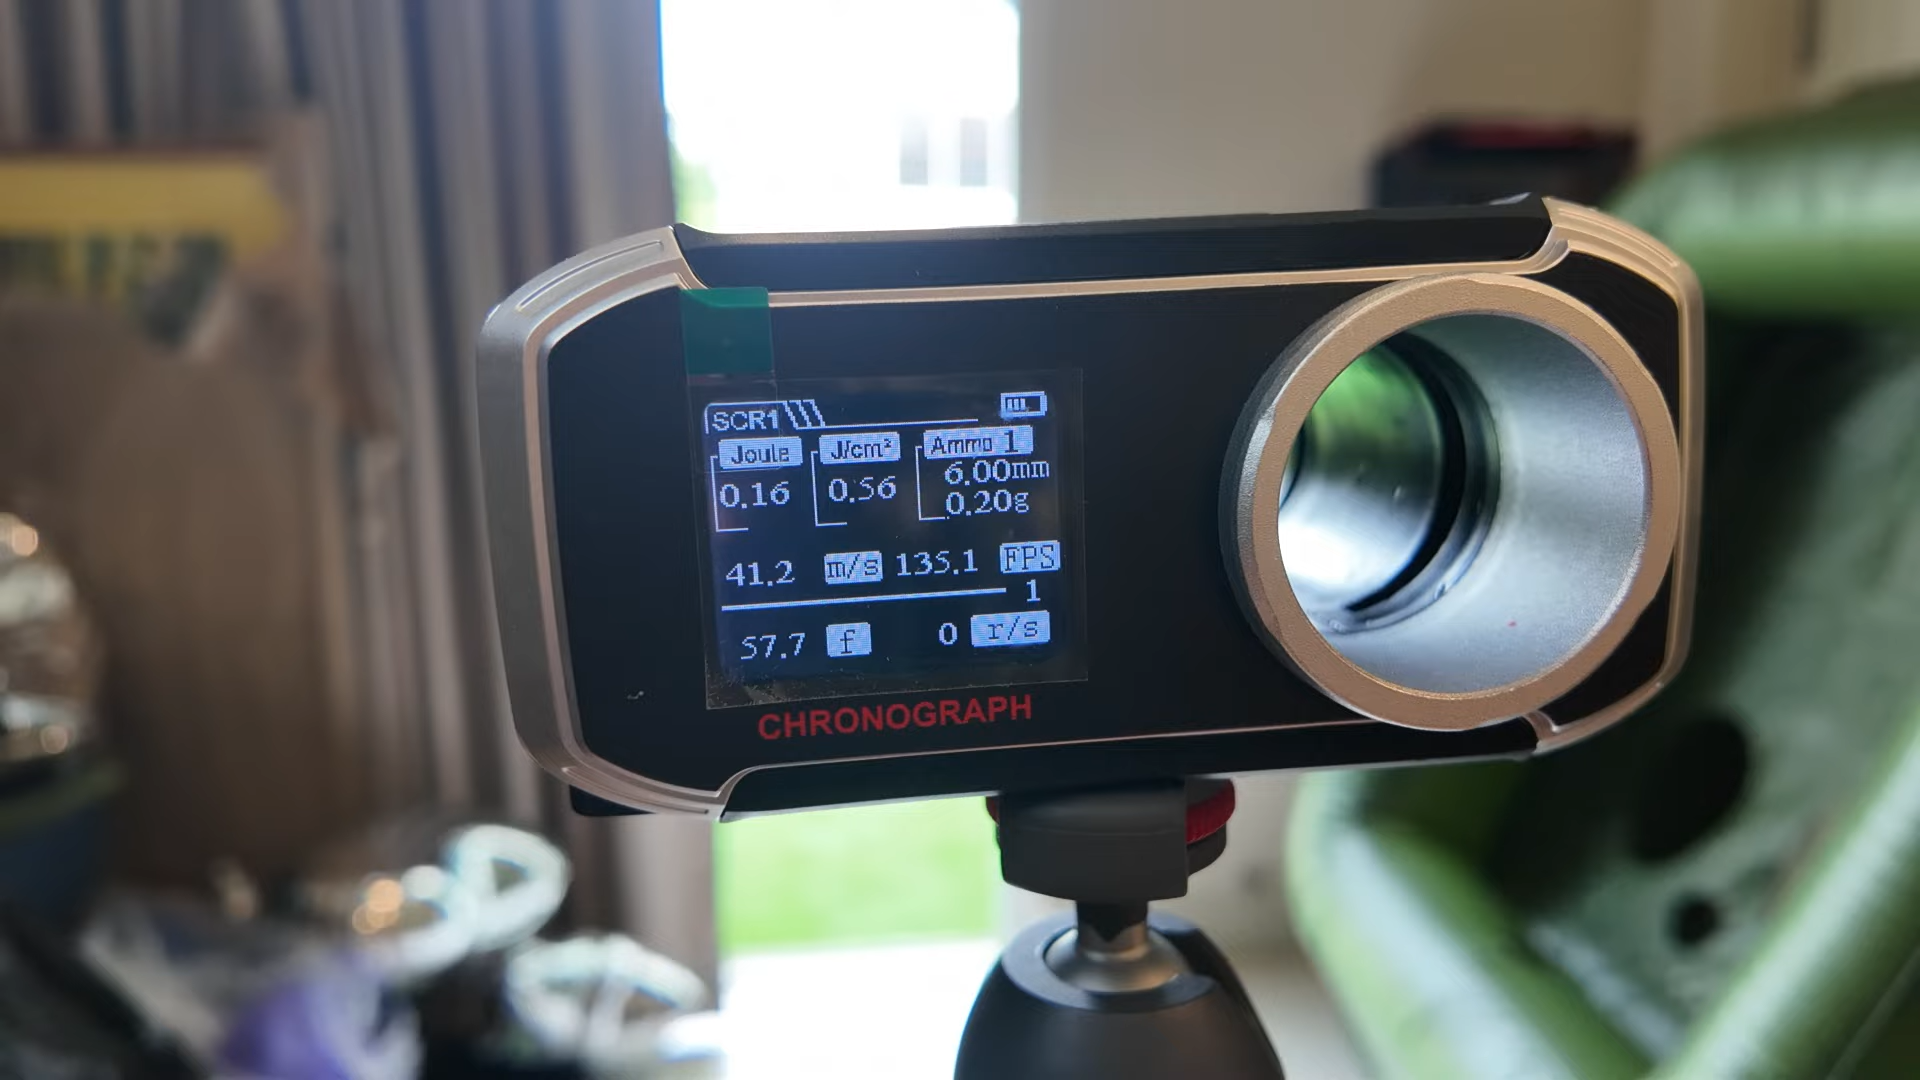 SCR1
Joule J/cm² Ammo 1
6.00mm
0.16 0.56 0.20g
41.2 m/s 135.1 FPS
1
57.7 f 0 r/s
CHRONOGRAPH